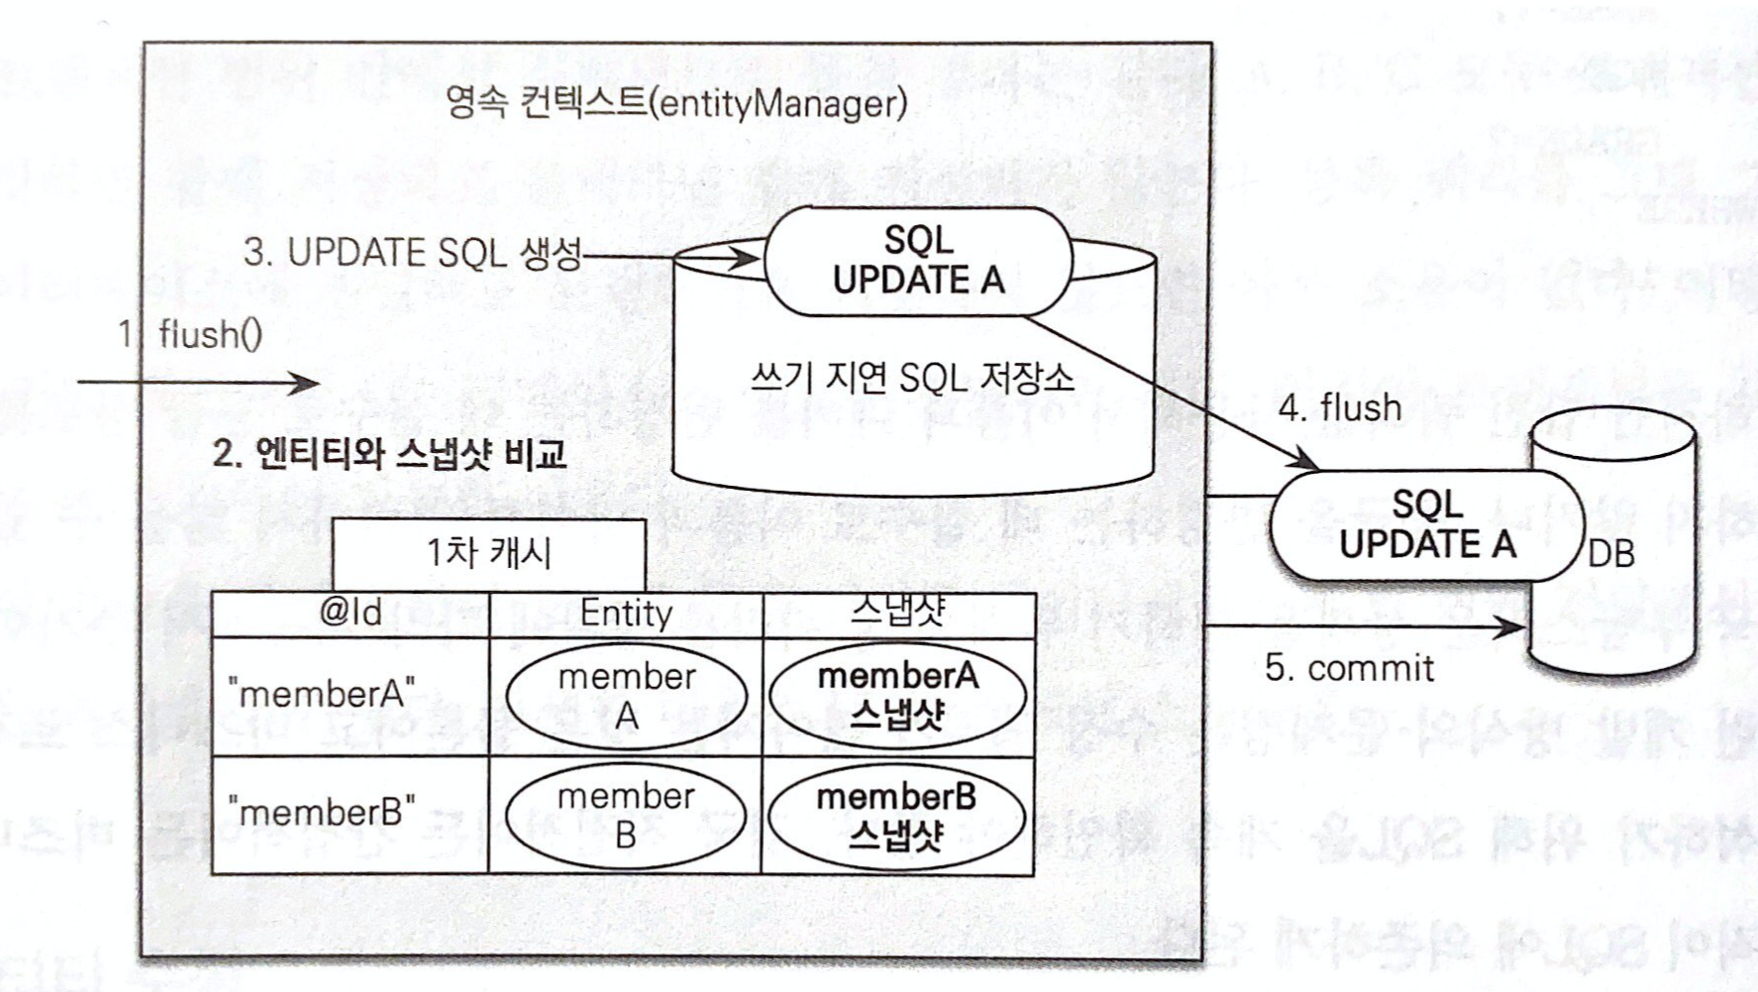 영속 컨텍스트(entityManager)
3. UPDATE SQL 생성
SQL
UPDATE A
1. flush()
쓰기 지연 SQL 저장소
4. flush
2. 엔티티와 스냅샷 비교
SQL
UPDATE A
DB
1차 캐시
@Id Entity 스냅샷
"memberA"
member
A
memberA
스냅샷
5. commit
"memberB"
member
B
memberB
스냅샷